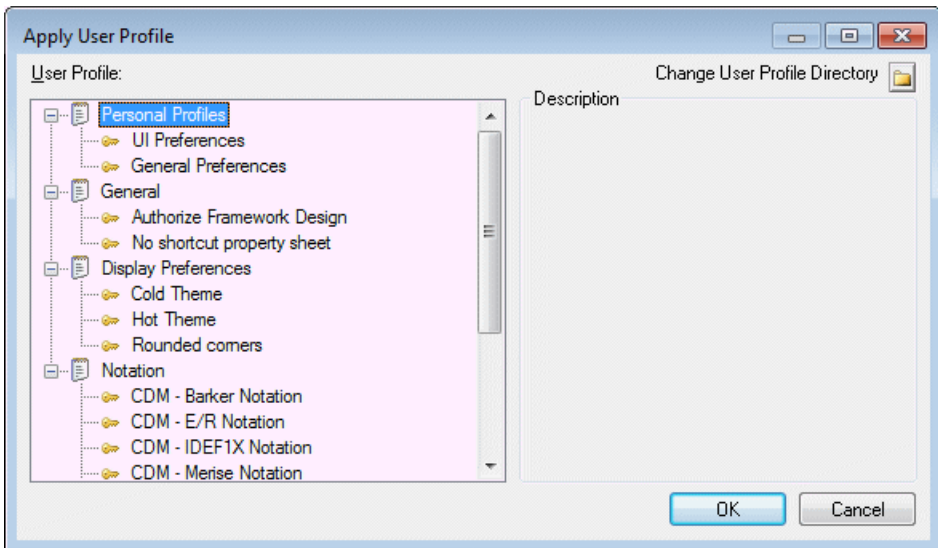 Apply User Profile
User Profile:
Change User Profile Directory
Description
Personal Profiles
UI Preferences
General Preferences
General
Authorize Framework Design
No shortcut property sheet
Display Preferences
Cold Theme
Hot Theme
Rounded corners
Notation
CDM - Barker Notation
CDM - E/R Notation
CDM - IDEF1X Notation
CDM - Merise Notation
OK
Cancel